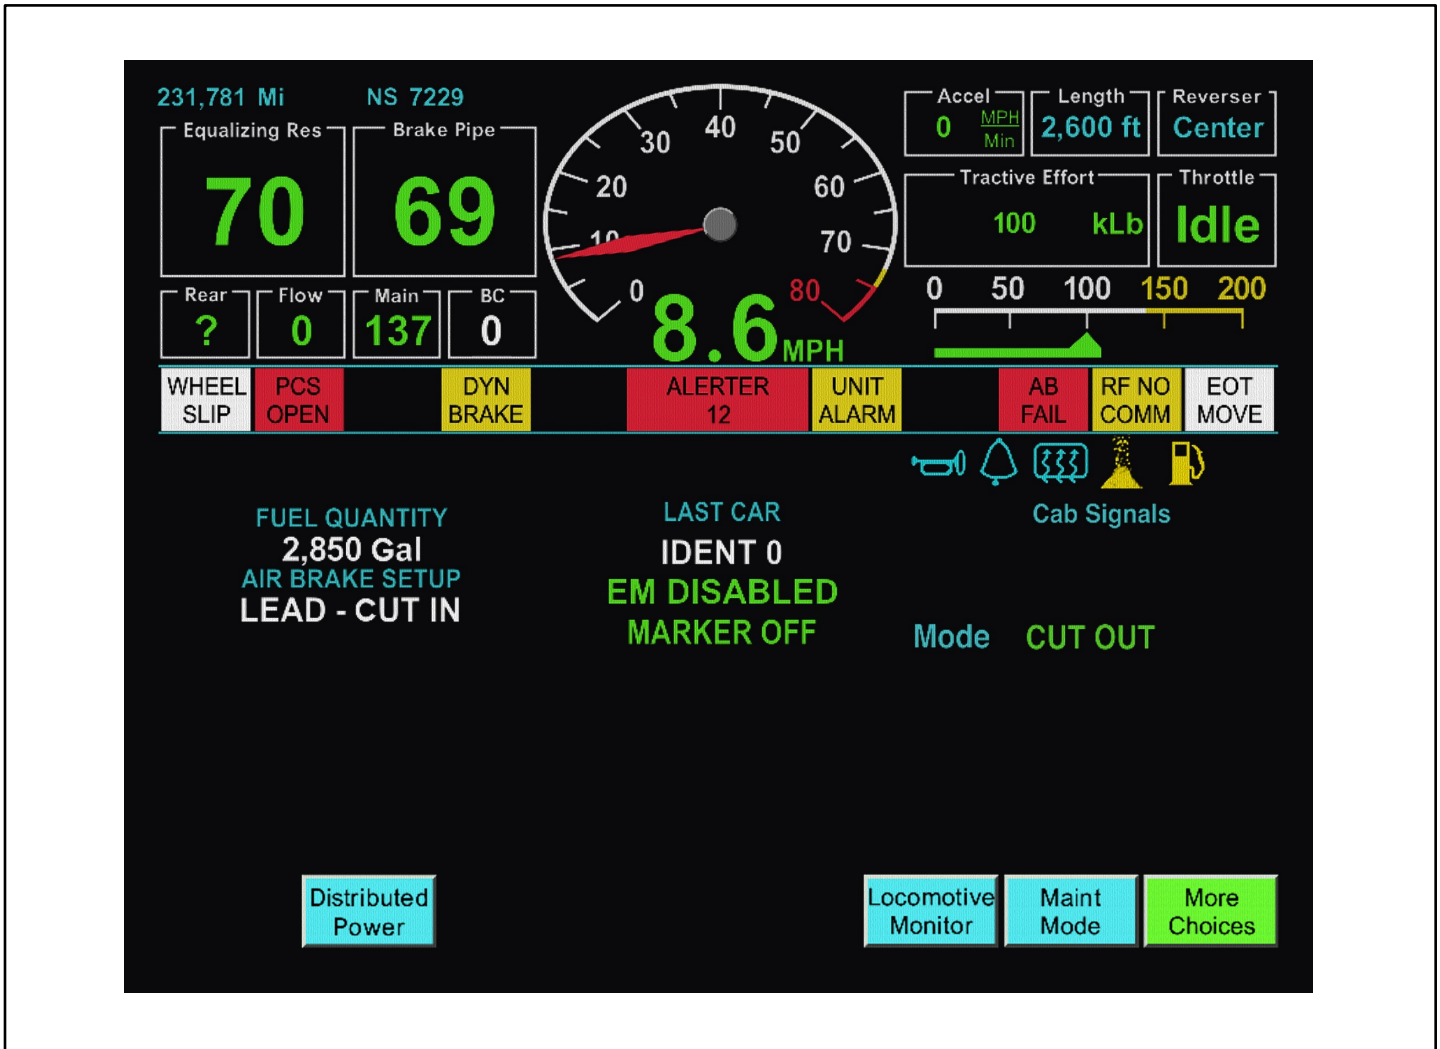 231,781 Mi
NS 7229
Equalizing Res
70
Brake Pipe
69
Rear
?
Flow
0
Main
137
BC
0
0
10
20
30
40
50
60
70
80
8.6 MPH
Accel
0 MPH
Min
Length
2,600 ft
Reverser
Center
Tractive Effort
100 kLb
Throttle
Idle
0 50 100 150 200
WHEEL
SLIP
PCS
OPEN
DYN
BRAKE
ALERTER
12
UNIT
ALARM
AB
FAIL
RF NO
COMM
EOT
MOVE
FUEL QUANTITY
2,850 Gal
AIR BRAKE SETUP
LEAD - CUT IN
LAST CAR
IDENT 0
EM DISABLED
MARKER OFF
Cab Signals
Mode CUT OUT
Distributed
Power
Locomotive
Monitor
Maint
Mode
More
Choices